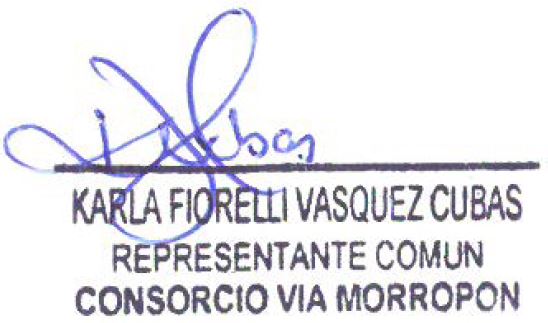 KARLA FIORELLI VASQUEZ CUBAS
REPRESENTANTE COMUN
CONSORCIO VIA MORROPON